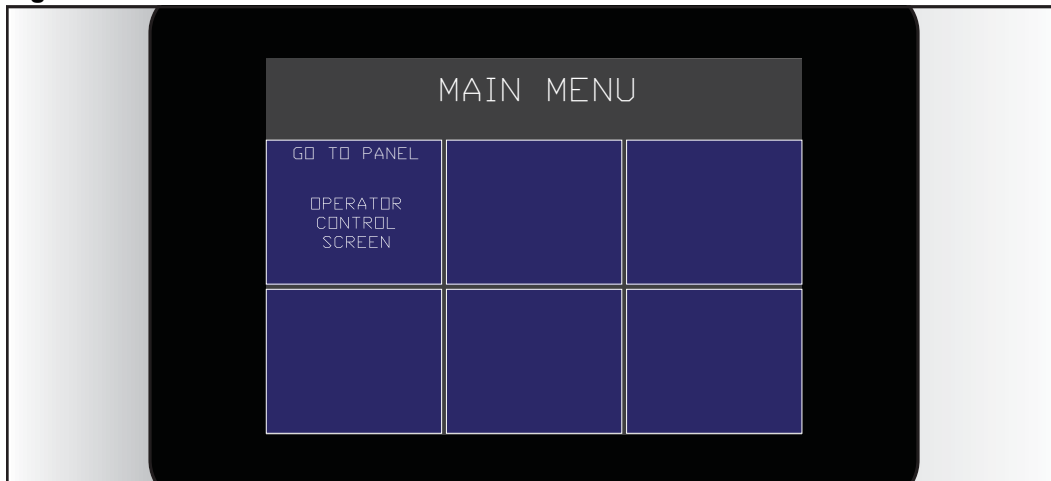 MAIN MENU
GO TO PANEL
OPERATOR
CONTROL
SCREEN